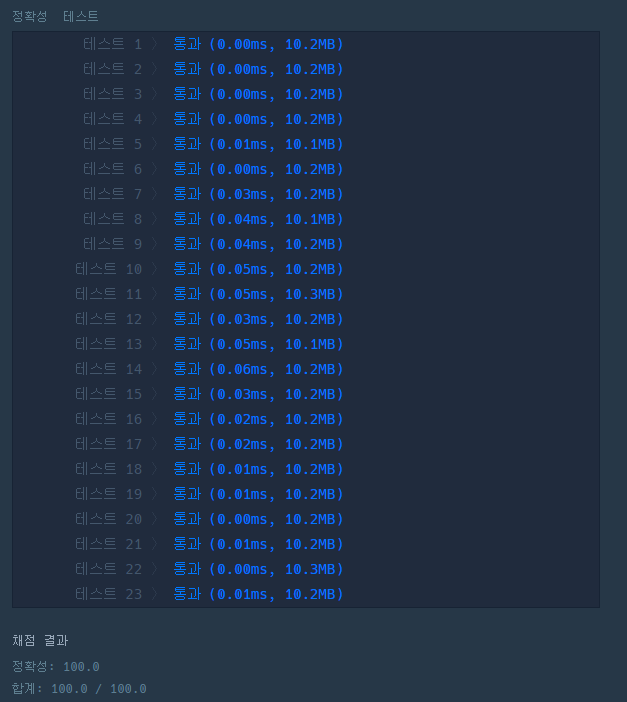 정확성 테스트
테스트 1 〉 통과 (0.00ms, 10.2MB)
테스트 2 〉 통과 (0.00ms, 10.2MB)
테스트 3 〉 통과 (0.00ms, 10.2MB)
테스트 4 〉 통과 (0.00ms, 10.2MB)
테스트 5 〉 통과 (0.01ms, 10.1MB)
테스트 6 〉 통과 (0.00ms, 10.2MB)
테스트 7 〉 통과 (0.03ms, 10.2MB)
테스트 8 〉 통과 (0.04ms, 10.1MB)
테스트 9 〉 통과 (0.04ms, 10.2MB)
테스트 10 〉 통과 (0.05ms, 10.2MB)
테스트 11 〉 통과 (0.05ms, 10.3MB)
테스트 12 〉 통과 (0.03ms, 10.2MB)
테스트 13 〉 통과 (0.05ms, 10.1MB)
테스트 14 〉 통과 (0.06ms, 10.2MB)
테스트 15 〉 통과 (0.03ms, 10.2MB)
테스트 16 〉 통과 (0.02ms, 10.2MB)
테스트 17 〉 통과 (0.02ms, 10.2MB)
테스트 18 〉 통과 (0.01ms, 10.2MB)
테스트 19 〉 통과 (0.01ms, 10.2MB)
테스트 20 〉 통과 (0.00ms, 10.2MB)
테스트 21 〉 통과 (0.01ms, 10.2MB)
테스트 22 〉 통과 (0.00ms, 10.3MB)
테스트 23 〉 통과 (0.01ms, 10.2MB)
채점 결과
정확성: 100.0
합계: 100.0 / 100.0